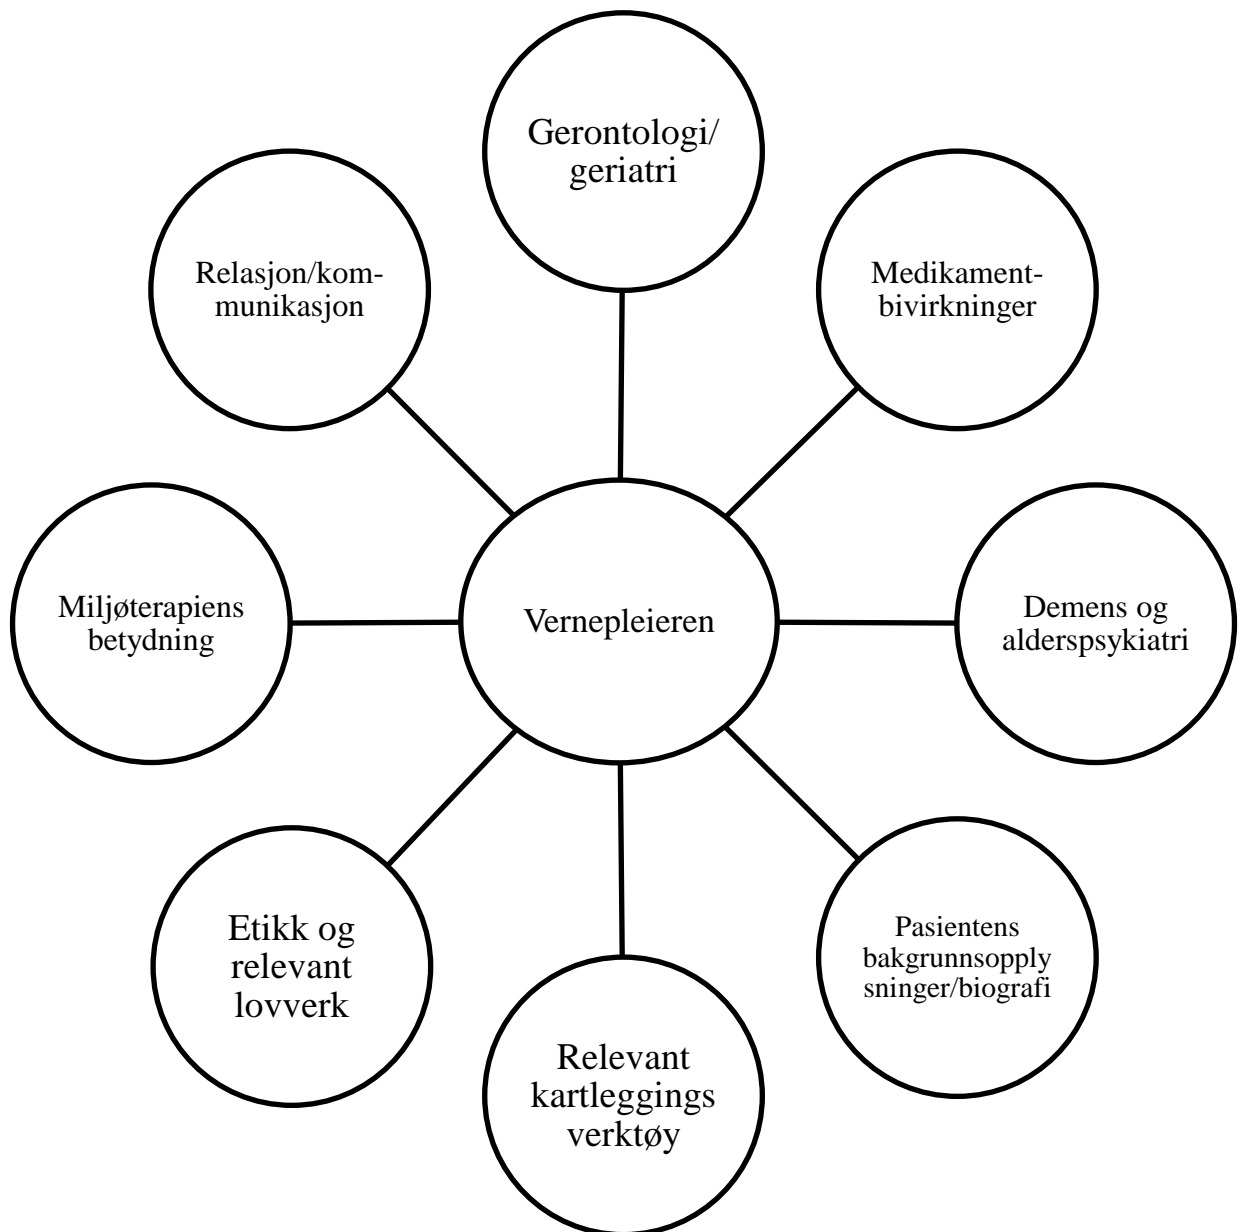 Gerontologi/
geriatri
Relasjon/kom-
munikasjon
Medikament-
bivirkninger
Miljøterapiens
betydning
Vernepleieren
Demens og
alderspsykiatri
Etikk og
relevant
lovverk
Pasientens
bakgrunnsopply
sninger/biografi
Relevant
kartleggings
verktøy